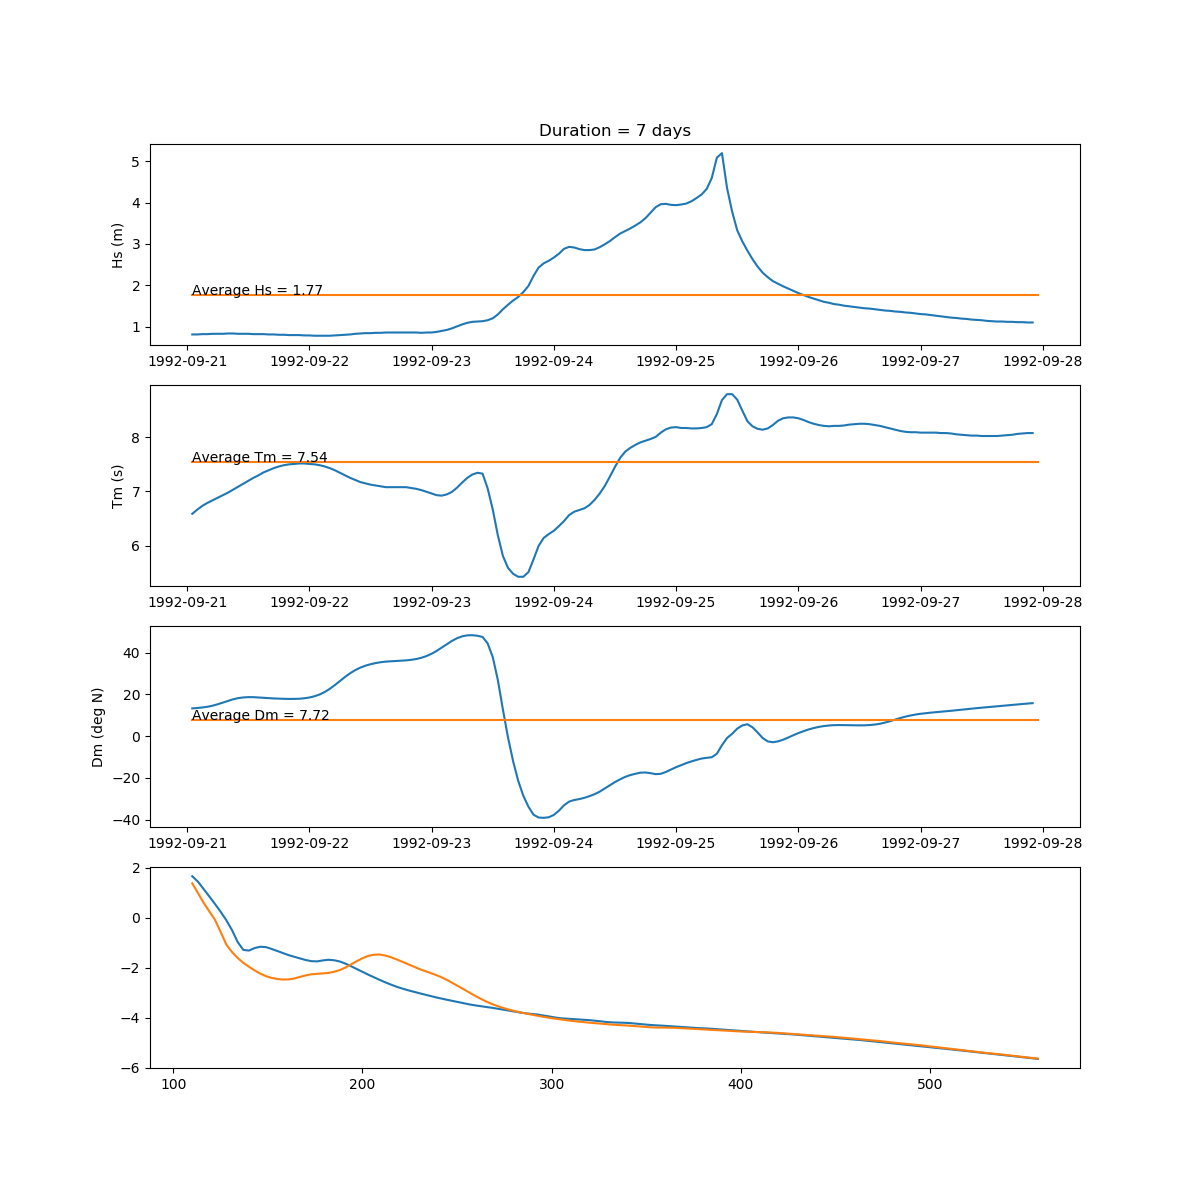 Duration = 7 days
5
4
3
2
1
Hs (m)
Average Hs = 1.77
1992-09-21 1992-09-22 1992-09-23 1992-09-24 1992-09-25 1992-09-26 1992-09-27 1992-09-28
8
7
6
Tm (s)
Average Tm = 7.54
1992-09-21 1992-09-22 1992-09-23 1992-09-24 1992-09-25 1992-09-26 1992-09-27 1992-09-28
40
20
0
−20
−40
Dm (deg N)
Average Dm = 7.72
1992-09-21 1992-09-22 1992-09-23 1992-09-24 1992-09-25 1992-09-26 1992-09-27 1992-09-28
2
0
−2
−4
−6
100 200 300 400 500